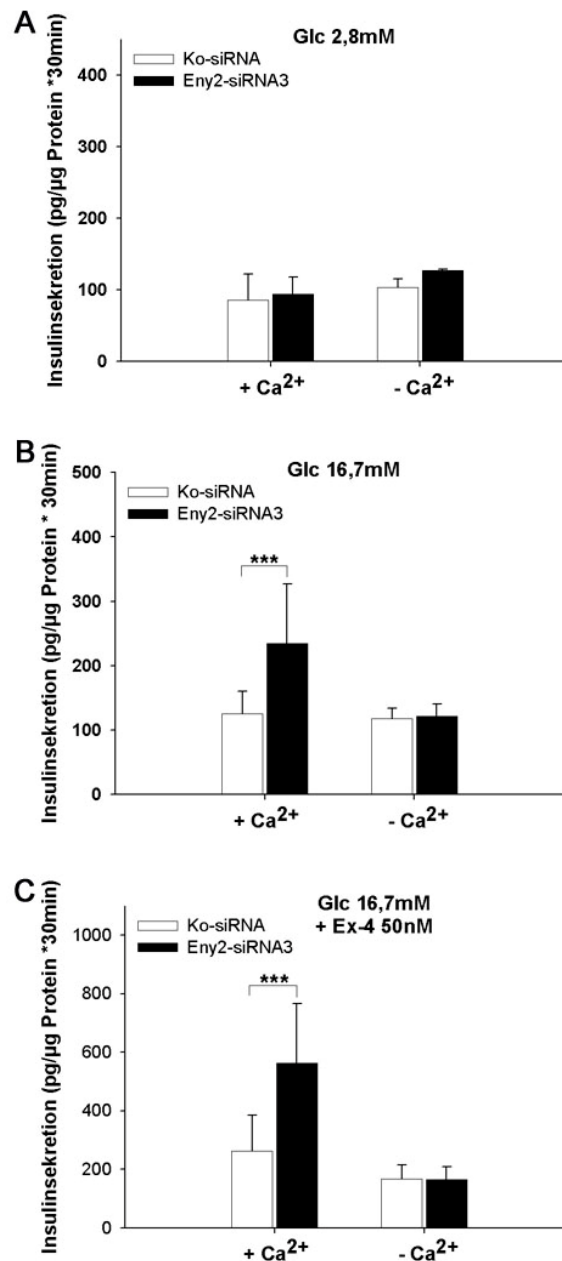 A
Glc 2,8mM
Ko-siRNA
Eny2-siRNA3
Insulinsekretion (pg/µg Protein *30min)
400
300
200
100
0
+ Ca2+
- Ca2+
B
Glc 16,7mM
Ko-siRNA
Eny2-siRNA3
Insulinsekretion (pg/µg Protein * 30min)
500
400
300
200
100
0
***
+ Ca2+
- Ca2+
C
Glc 16,7mM
+ Ex-4 50nM
Ko-siRNA
Eny2-siRNA3
Insulinsekretion (pg/µg Protein *30min)
1000
800
600
400
200
0
***
+ Ca2+
- Ca2+